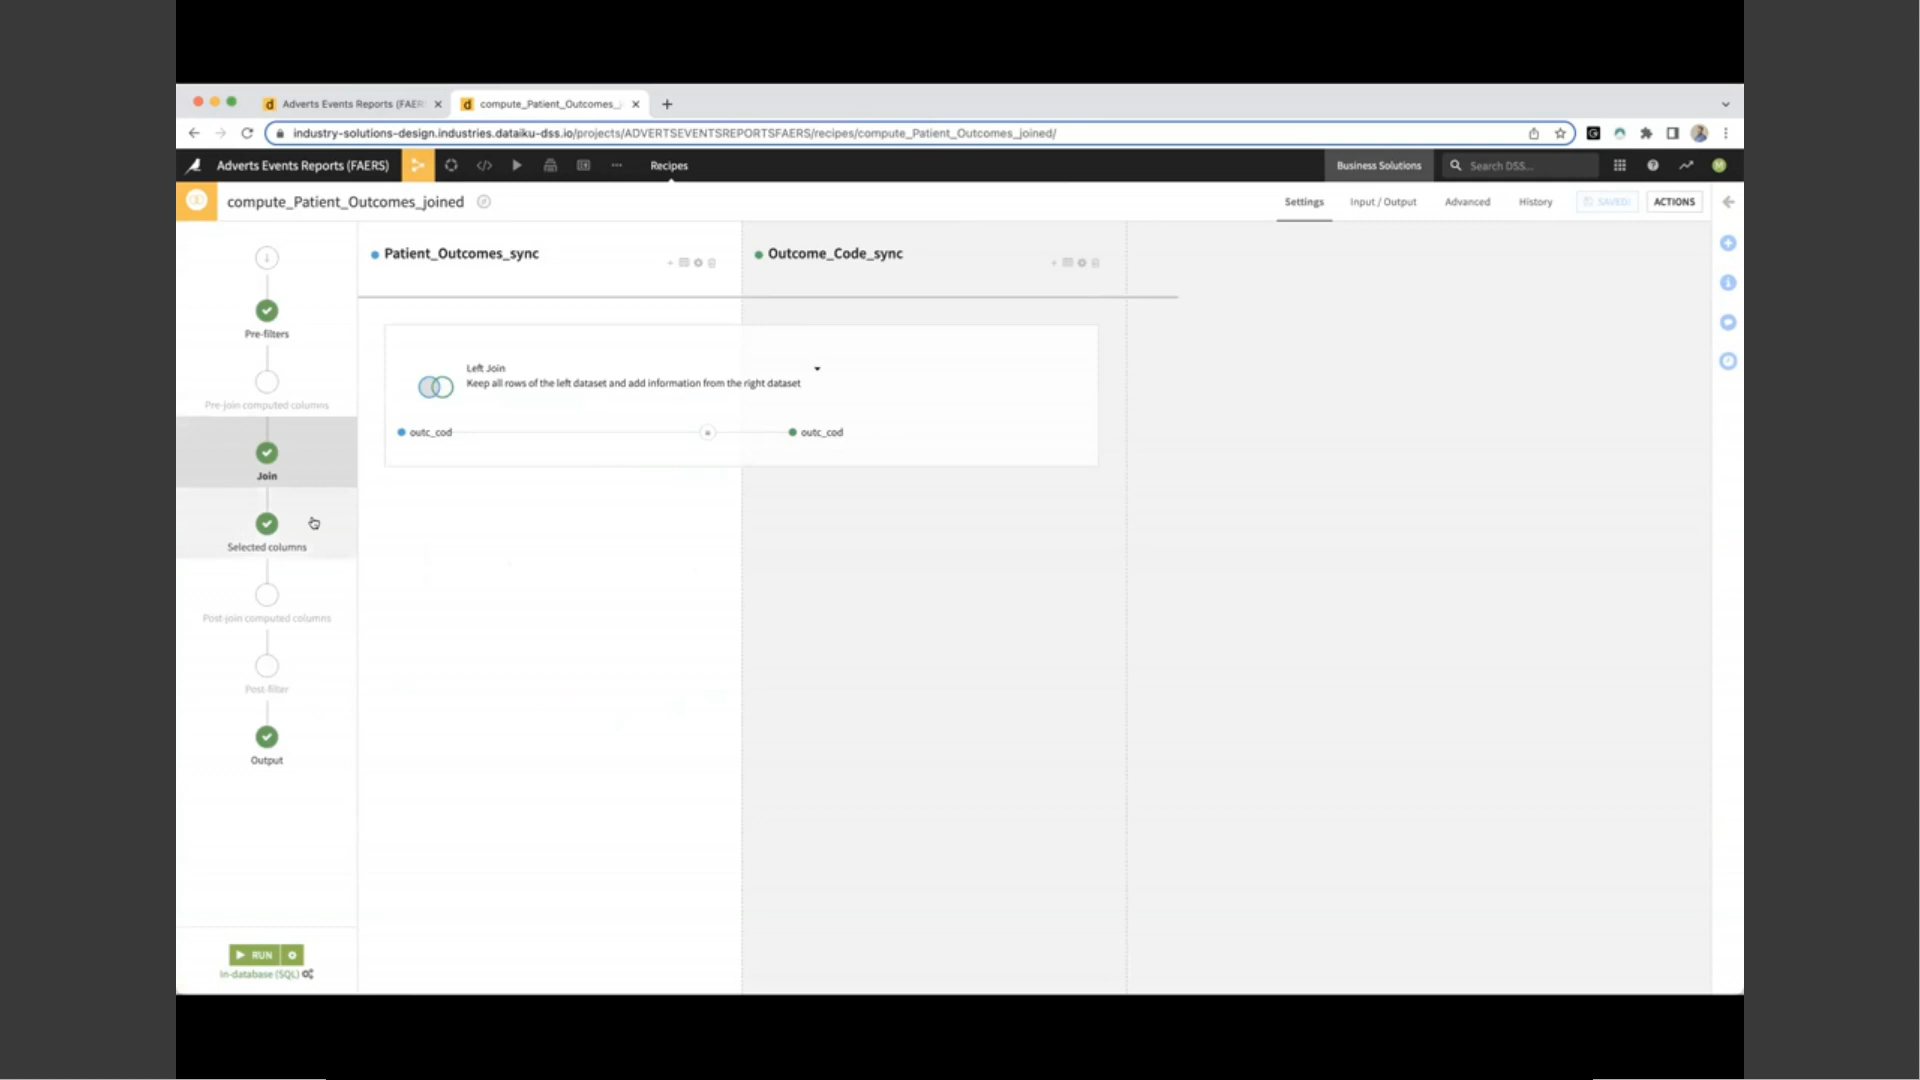 Adverts Events Reports (FAER
compute_Patient_Outcomes_j
industry-solutions-design.industries.dataiku-dss.io/projects/ADVERTSEVENTSREPORTSFAERS/recipes/compute_Patient_Outcomes_joined/
Adverts Events Reports (FAERS)
Recipes
Business Solutions
Search DSS...
compute_Patient_Outcomes_joined
Settings
Input / Output
Advanced
History
SAVED!
ACTIONS
Patient_Outcomes_sync
Outcome_Code_sync
Pre-filters
Pre-join computed columns
Join
Selected columns
Post-join computed columns
Post-filter
Output
Left Join
Keep all rows of the left dataset and add information from the right dataset
outc_cod
outc_cod
RUN
In-database (SQL)